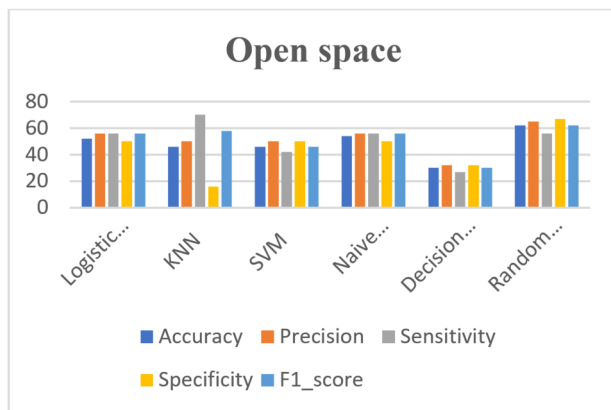 Open space
80
60
40
20
0
Logistic...
KNN
SVM
Naive...
Decision...
Random...
Accuracy Precision Sensitivity
Specificity F1_score